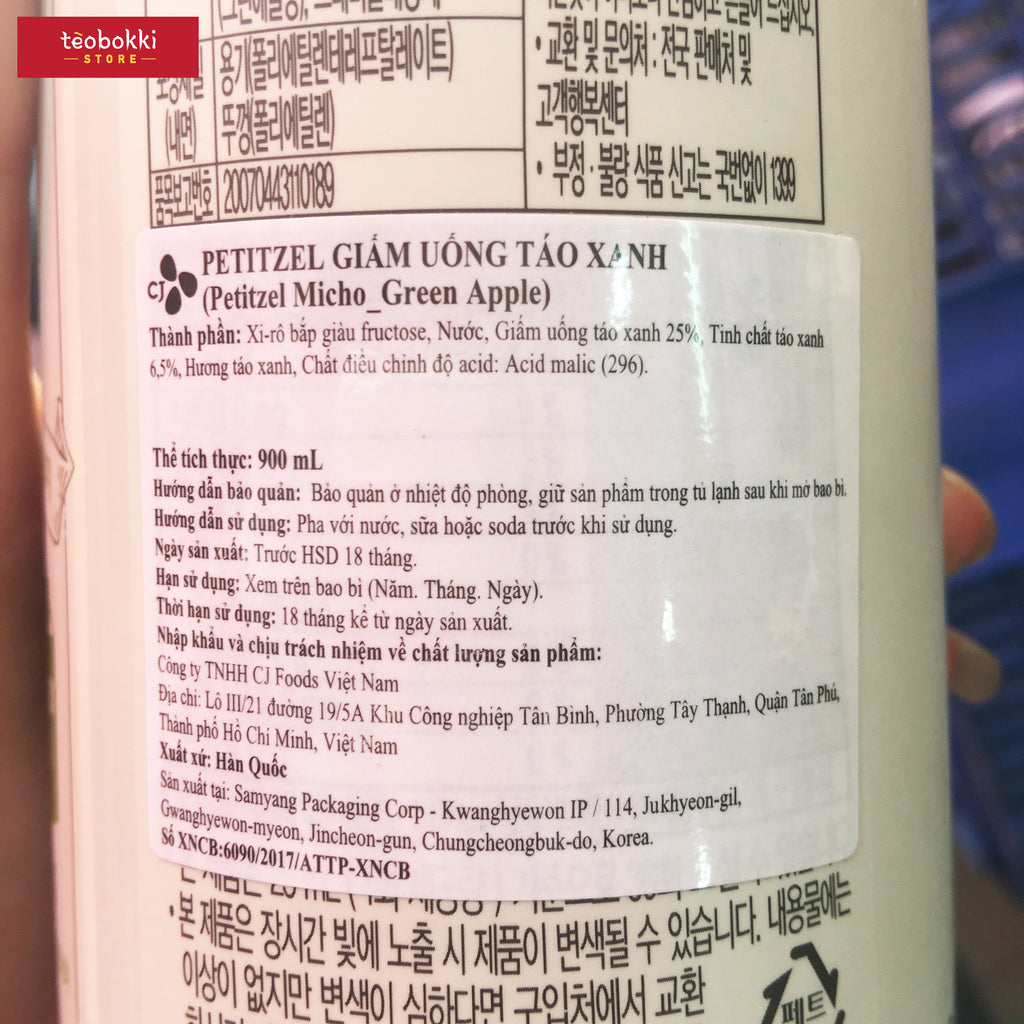 tèobokki
STORE
용기(폴리에틸렌테레프탈레이트)
(내면)
뚜껑(폴리에틸렌)
품목보고번호 20070443110189
• 교환 및 문의처 : 전국 판매처 및
고객행복센터
• 부정 · 불량 식품 신고는 국번없이 1399
CJ
PETITZEL GIẤM UỐNG TÁO XANH
(Petitzel Micho_Green Apple)
Thành phần: Xi-rô bắp giàu fructose, Nước, Giấm uống táo xanh 25%, Tinh chất táo xanh
6,5%, Hương táo xanh, Chất điều chỉnh độ acid: Acid malic (296).
Thể tích thực: 900 mL
Hướng dẫn bảo quản: Bảo quản ở nhiệt độ phòng, giữ sản phẩm trong tủ lạnh sau khi mở bao bì.
Hướng dẫn sử dụng: Pha với nước, sữa hoặc soda trước khi sử dụng.
Ngày sản xuất: Trước HSD 18 tháng.
Hạn sử dụng: Xem trên bao bì (Năm. Tháng. Ngày).
Thời hạn sử dụng: 18 tháng kể từ ngày sản xuất.
Nhập khẩu và chịu trách nhiệm về chất lượng sản phẩm:
Công ty TNHH CJ Foods Việt Nam
Địa chỉ: Lô III/21 đường 19/5A Khu Công nghiệp Tân Bình, Phường Tây Thạnh, Quận Tân Phú,
Thành phố Hồ Chí Minh, Việt Nam
Xuất xứ: Hàn Quốc
Sản xuất tại: Samyang Packaging Corp - Kwanghyewon IP / 114, Jukhyeon-gil,
Gwanghyewon-myeon, Jincheon-gun, Chungcheongbuk-do, Korea.
Số XNCB:6090/2017/ATTP-XNCB
• 본 제품은 장시간 빛에 노출 시 제품이 변색될 수 있습니다. 내용물에는
이상이 없지만 변색이 심하다면 구입처에서 교환
페트